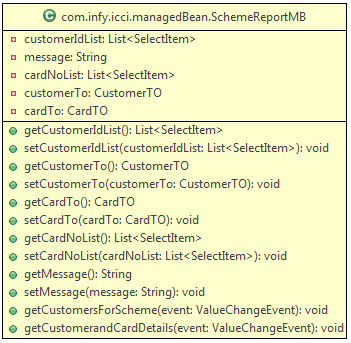 C com.infy.icci.managedBean.SchemeReportMB
customerIdList: List<SelectItem>
message: String
cardNoList: List<SelectItem>
customerTo: CustomerTO
cardTo: CardTO
getCustomerIdList(): List<SelectItem>
setCustomerIdList(customerIdList: List<SelectItem>): void
getCustomerTo(): CustomerTO
setCustomerTo(customerTo: CustomerTO): void
getCardTo(): CardTO
setCardTo(cardTo: CardTO): void
getCardNoList(): List<SelectItem>
setCardNoList(cardNoList: List<SelectItem>): void
getMessage(): String
setMessage(message: String): void
getCustomersForScheme(event: ValueChangeEvent): void
getCustomerandCardDetails(event: ValueChangeEvent): void